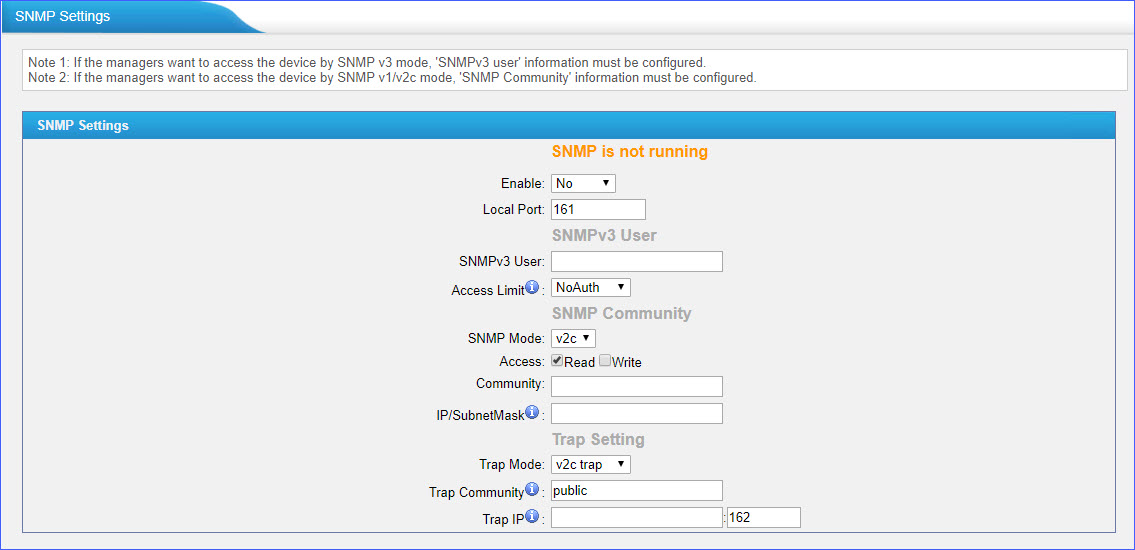 SNMP Settings
Note 1: If the managers want to access the device by SNMP v3 mode, 'SNMPv3 user' information must be configured.
Note 2: If the managers want to access the device by SNMP v1/v2c mode, 'SNMP Community' information must be configured.
SNMP Settings
SNMP is not running
Enable: No
Local Port: 161
SNMPv3 User
SNMPv3 User:
Access Limit i : NoAuth
SNMP Community
SNMP Mode: v2c
Access: Read Write
Community:
IP/SubnetMask i :
Trap Setting
Trap Mode: v2c trap
Trap Community i : public
Trap IP i : : 162